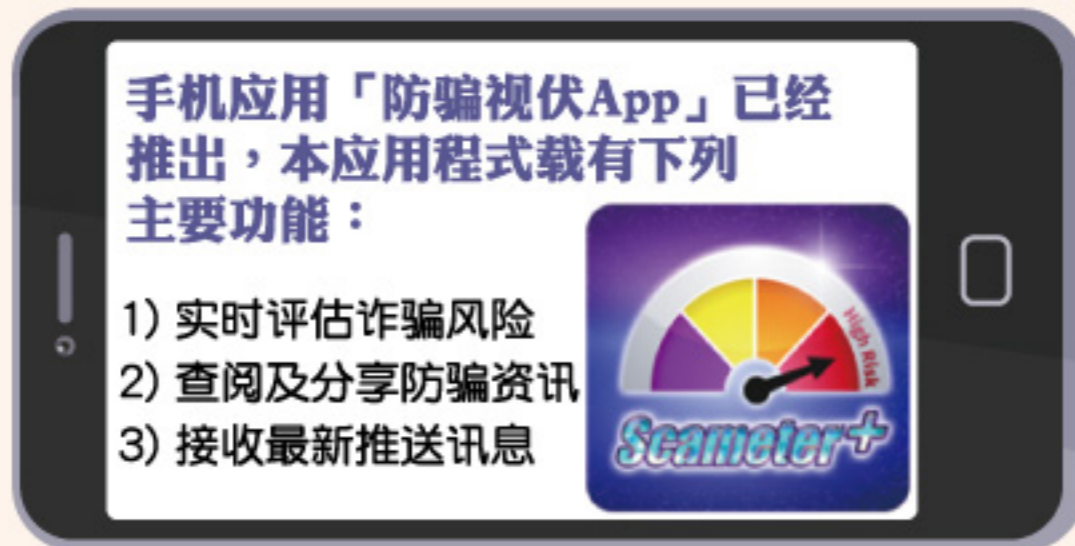 手机应用「防骗视伏App」已经
推出，本应用程式载有下列
主要功能：
1) 实时评估诈骗风险
2) 查阅及分享防骗资讯
3) 接收最新推送讯息
High Risk
Scameter+